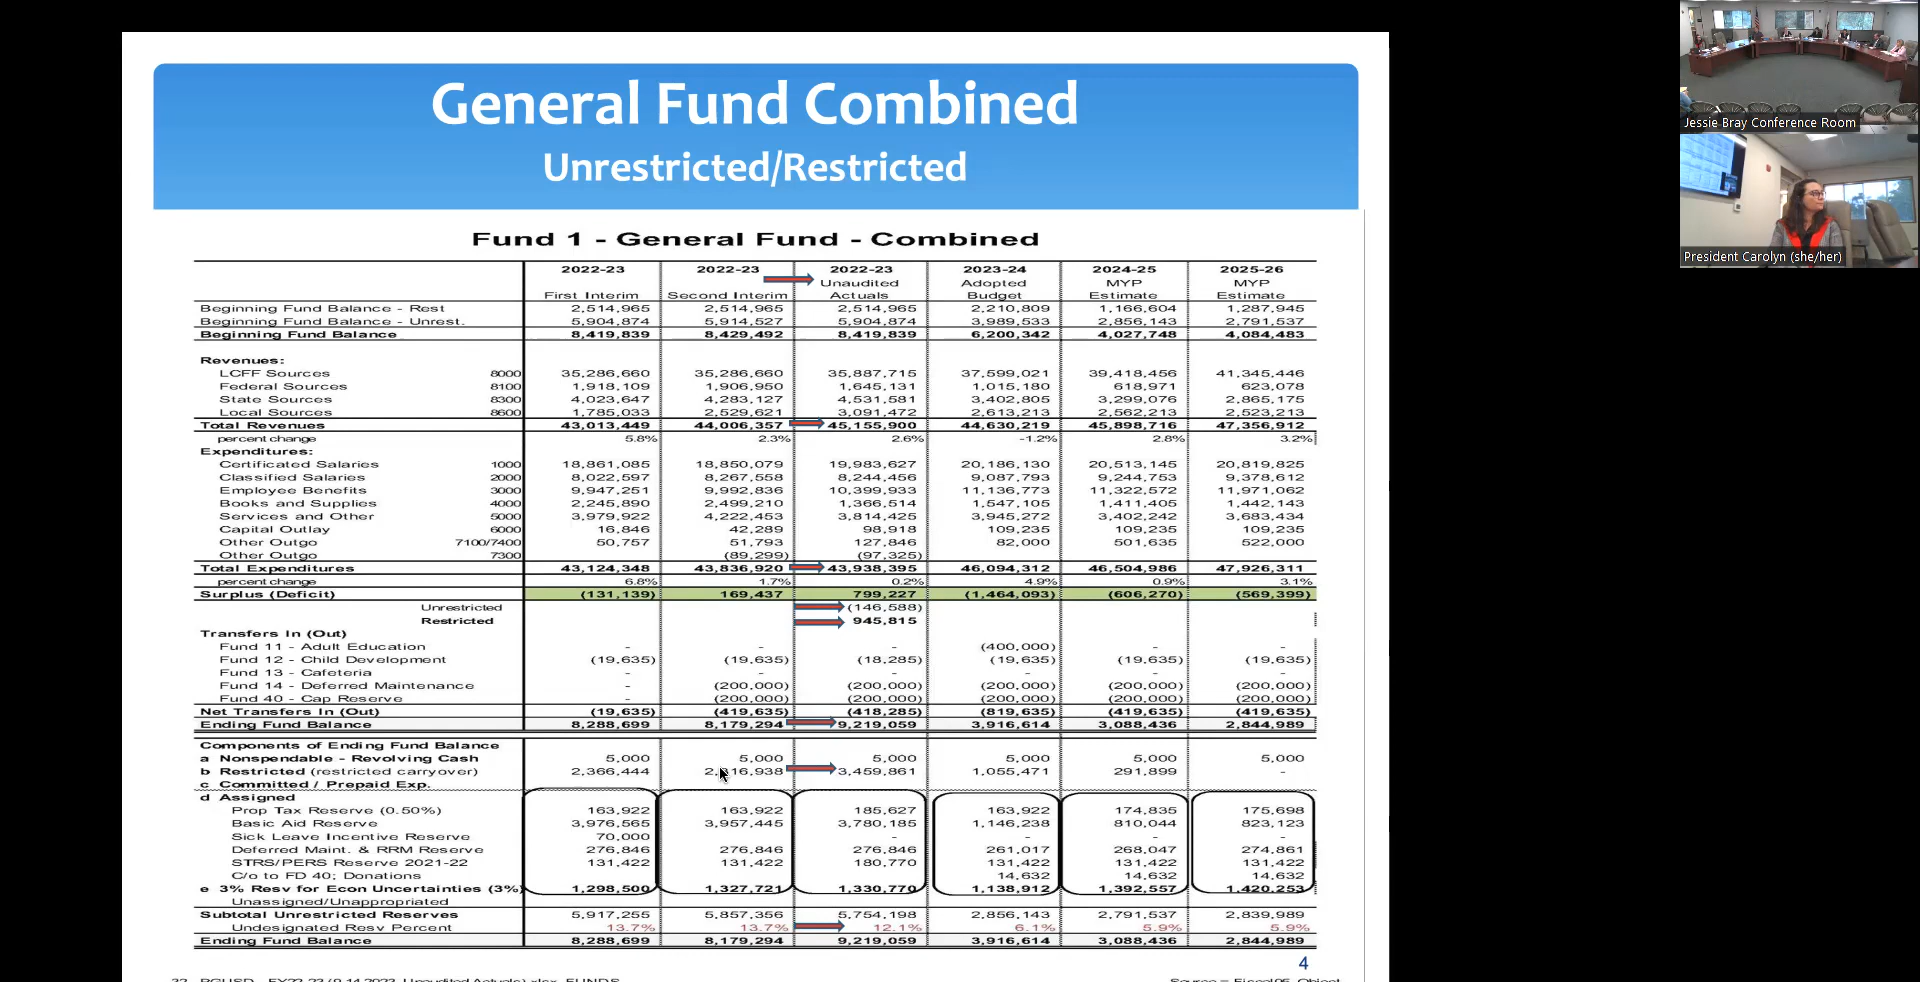 General Fund Combined
Unrestricted/Restricted
Fund 1 - General Fund - Combined
2022-23 2022-23 2022-23 2023-24 2024-25 2025-26
Unaudited Adopted MYP MYP
First Interim Second Interim Actuals Budget Estimate Estimate
Beginning Fund Balance - Rest 2,514,965 2,514,965 2,514,965 2,210,809 1,166,604 1,287,945
Beginning Fund Balance - Unrest. 5,904,874 5,914,527 5,904,874 3,989,533 2,856,143 2,791,537
Beginning Fund Balance 8,419,839 8,429,492 8,419,839 6,200,342 4,027,748 4,084,483
Revenues:
LCFF Sources 8000 35,286,660 35,286,660 35,887,715 37,599,021 39,418,456 41,345,446
Federal Sources 8100 1,918,109 1,906,950 1,645,131 1,015,180 618,971 623,078
State Sources 8300 4,023,647 4,283,127 4,531,581 3,402,805 3,299,076 2,865,175
Local Sources 8600 1,785,033 2,529,621 3,091,472 2,613,213 2,562,213 2,523,213
Total Revenues 43,013,449 44,006,357 45,155,900 44,630,219 45,898,716 47,356,912
percent change 5.8% 2.3% 2.6% -1.2% 2.8% 3.2%
Expenditures:
Certificated Salaries 1000 18,861,085 18,850,079 19,983,627 20,186,130 20,513,145 20,819,825
Classified Salaries 2000 8,022,597 8,267,558 8,244,456 9,087,793 9,244,753 9,378,612
Employee Benefits 3000 9,947,251 9,992,836 10,399,933 11,136,773 11,322,572 11,971,062
Books and Supplies 4000 2,245,890 2,499,210 1,366,514 1,547,105 1,411,405 1,442,143
Services and Other 5000 3,979,922 4,222,453 3,814,425 3,945,272 3,402,242 3,683,434
Capital Outlay 6000 16,846 42,289 98,918 109,235 109,235 109,235
Other Outgo 7100/7400 50,757 51,793 127,846 82,000 501,635 522,000
Other Outgo 7300 (89,299) (97,325)
Total Expenditures 43,124,348 43,836,920 43,938,395 46,094,312 46,504,986 47,926,311
percent change 6.8% 1.7% 0.2% 4.9% 0.9% 3.1%
Surplus (Deficit) (131,139) 169,437 799,227 (1,464,093) (606,270) (569,399)
Unrestricted (146,588)
Restricted 945,815
Transfers In (Out)
Fund 11 - Adult Education - - - (400,000) - -
Fund 12 - Child Development (19,635) (19,635) (18,285) (19,635) (19,635) (19,635)
Fund 13 - Cafeteria - - - - - -
Fund 14 - Deferred Maintenance - (200,000) (200,000) (200,000) (200,000) (200,000)
Fund 40 - Cap Reserve - (200,000) (200,000) (200,000) (200,000) (200,000)
Net Transfers In (Out) (19,635) (419,635) (418,285) (819,635) (419,635) (419,635)
Ending Fund Balance 8,288,699 8,179,294 9,219,059 3,916,614 3,088,436 2,844,989
Components of Ending Fund Balance
a Nonspendable - Revolving Cash 5,000 5,000 5,000 5,000 5,000 5,000
b Restricted (restricted carryover) 2,366,444 3,459,861 1,055,471 291,899 -
c Committed / Prepaid Exp.
d Assigned
Prop Tax Reserve (0.50%) 163,922 163,922 185,627 163,922 174,835 175,698
Basic Aid Reserve 3,976,565 3,957,445 3,780,185 1,146,238 810,044 823,123
Sick Leave Incentive Reserve 70,000 - - - - -
Deferred Maint. & RRM Reserve 276,846 276,846 276,846 261,017 268,047 274,861
STRS/PERS Reserve 2021-22 131,422 131,422 180,770 131,422 131,422 131,422
C/o to FD 40; Donations 14,632 14,632 14,632
e 3% Resv for Econ Uncertainties (3%) 1,298,500 1,327,721 1,330,770 1,138,912 1,392,557 1,420,253
Unassigned/Unappropriated
Subtotal Unrestricted Reserves 5,917,255 5,857,356 5,754,198 2,856,143 2,791,537 2,839,989
Undesignated Resv Percent 13.7% 13.7% 12.1% 6.1% 5.9% 5.9%
Ending Fund Balance 8,288,699 8,179,294 9,219,059 3,916,614 3,088,436 2,844,989
4
Jessie Bray Conference Room
President Carolyn (she/her)